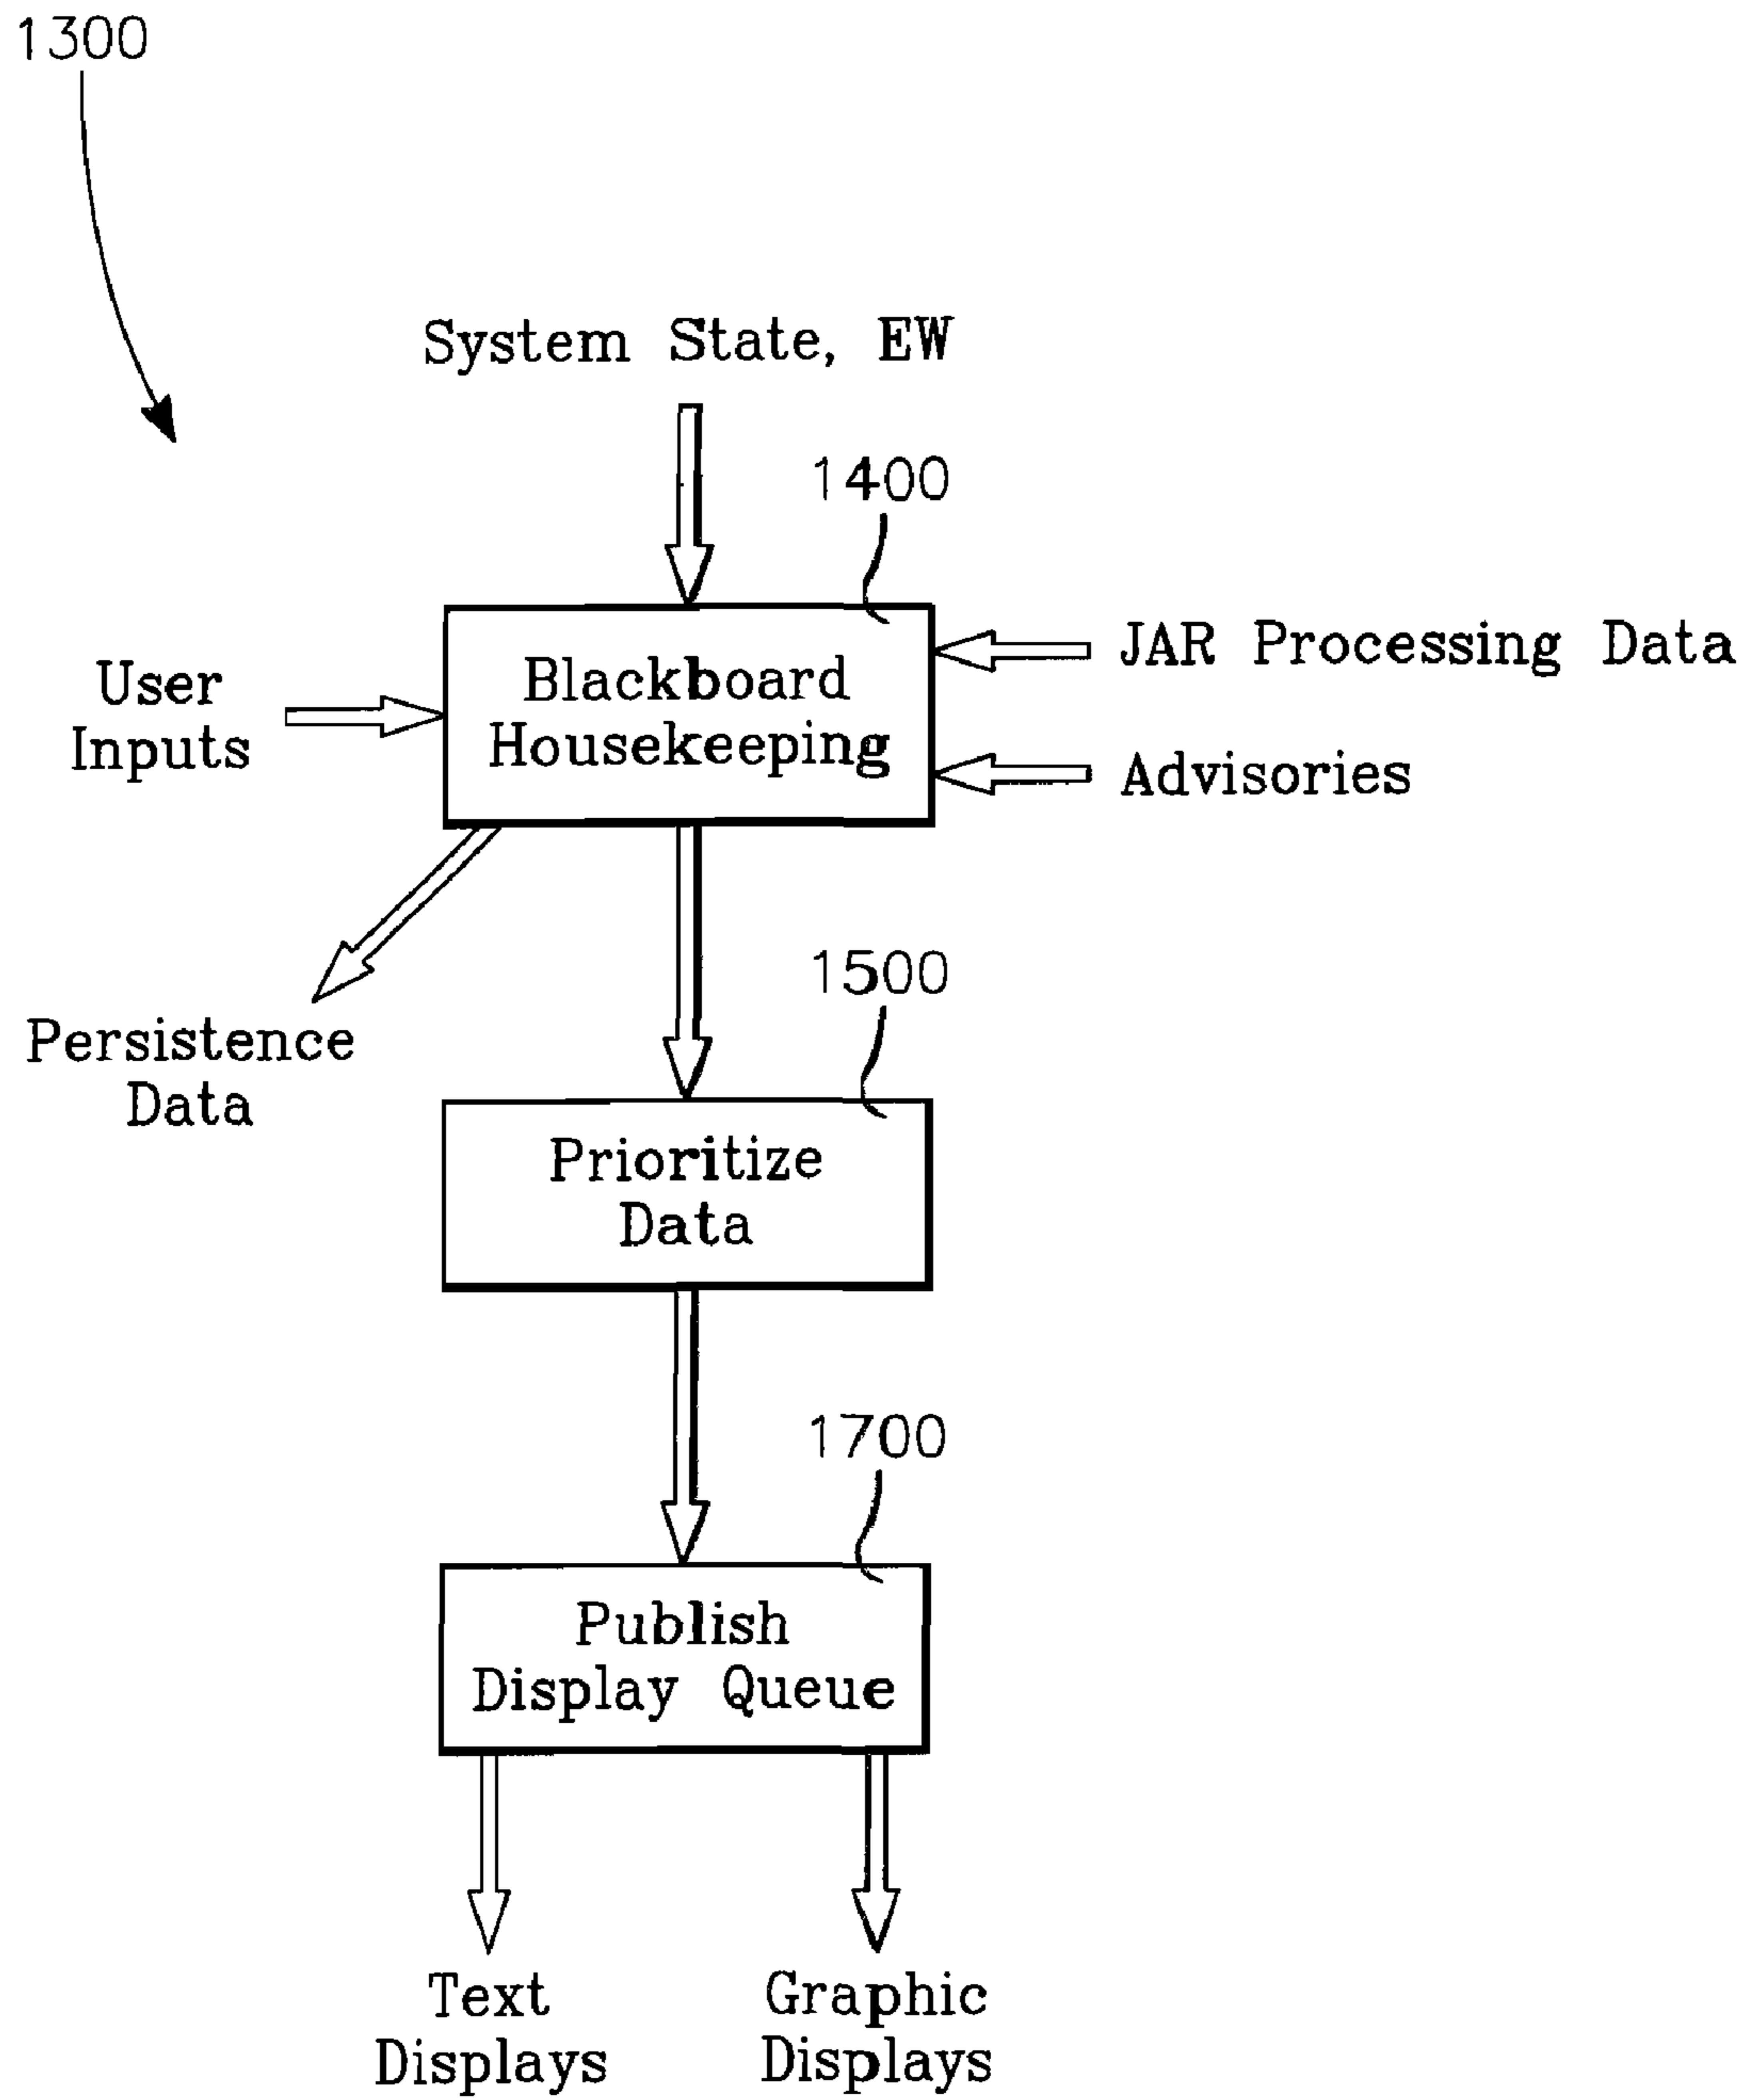 1300
System State, EW
1400
JAR Processing Data
User
Inputs
Blackboard
Housekeeping
Advisories
1500
Persistence
Data
Prioritize
Data
1700
Publish
Display Queue
Text
Displays
Graphic
Displays